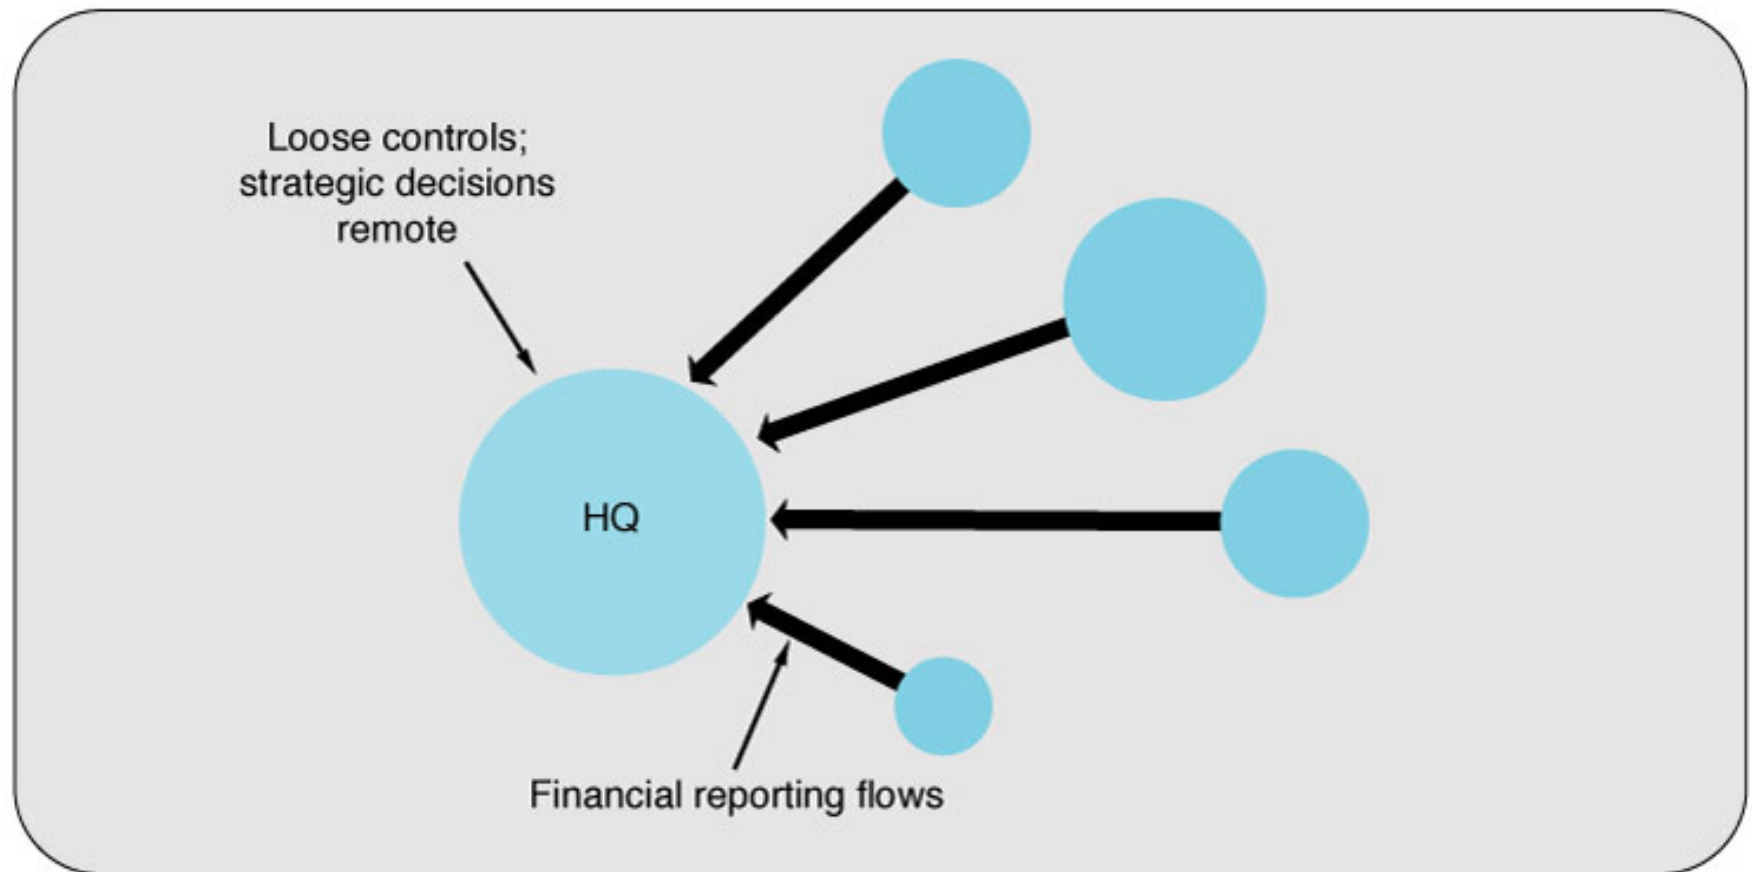 Loose controls;
strategic decisions
remote
HQ
Financial reporting flows